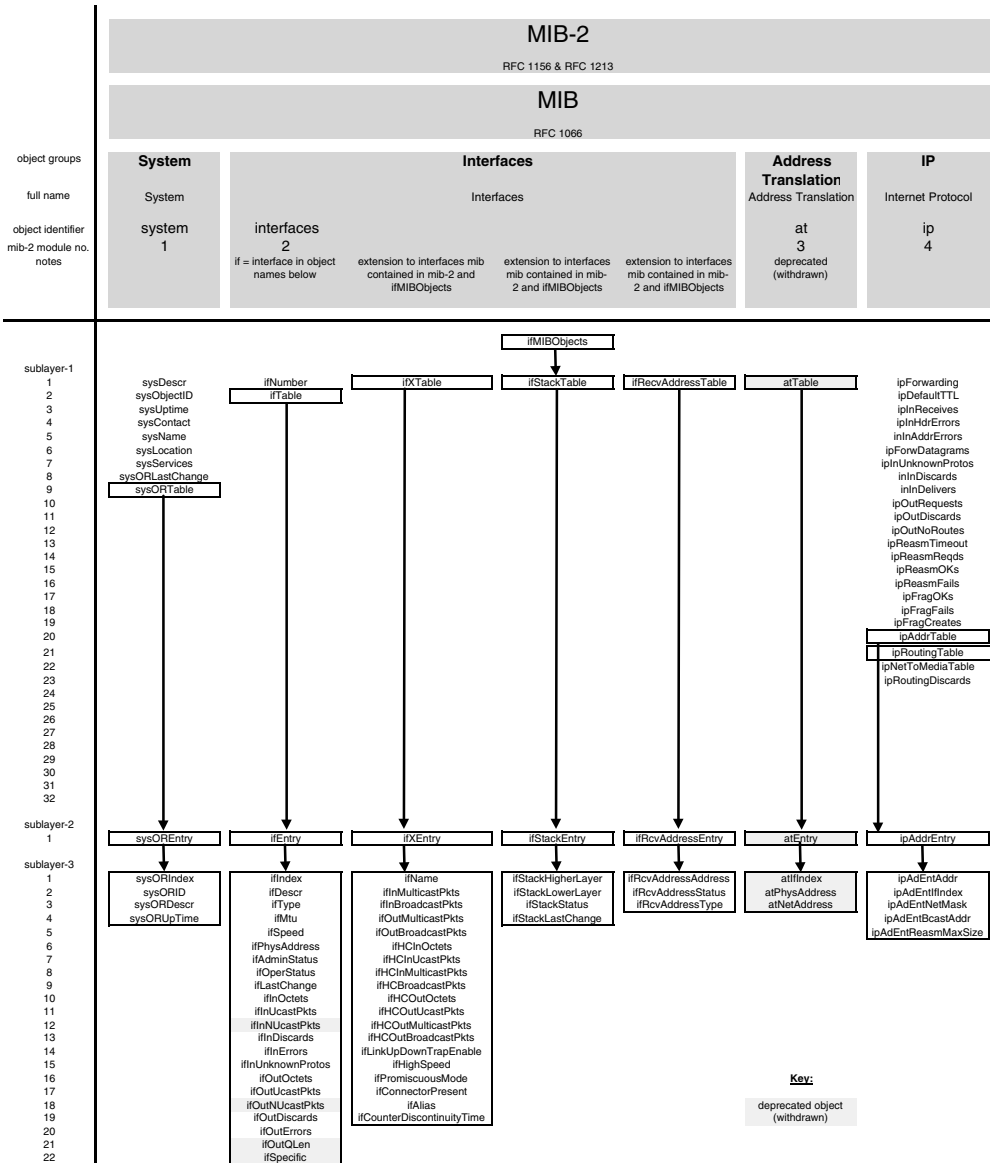 MIB-2
RFC 1156 & RFC 1213
MIB
RFC 1066
object groups System Interfaces Address Translation IP
full name System Interfaces Address Translation Internet Protocol
object identifier system interfaces at ip
mib-2 module no. 1 2 3 4
notes if = interface in object names below extension to interfaces mib contained in mib-2 and ifMIBObjects extension to interfaces mib contained in mib-2 and ifMIBObjects extension to interfaces mib contained in mib-2 and ifMIBObjects deprecated (withdrawn)
ifMIBObjects
sublayer-1
1 sysDescr ifNumber ifXTable ifStackTable ifRecvAddressTable atTable ipForwarding
2 sysObjectID ifTable ipDefaultTTL
3 sysUptime ipInReceives
4 sysContact ipInHdrErrors
5 sysName inInAddrErrors
6 sysLocation ipForwDatagrams
7 sysServices ipInUnknownProtos
8 sysORLastChange inInDiscards
9 sysORTable inInDelivers
10 ipOutRequests
11 ipOutDiscards
12 ipOutNoRoutes
13 ipReasmTimeout
14 ipReasmReqds
15 ipReasmOKs
16 ipReasmFails
17 ipFragOKs
18 ipFragFails
19 ipFragCreates
20 ipAddrTable
21 ipRoutingTable
22 ipNetToMediaTable
23 ipRoutingDiscards
24
25
26
27
28
29
30
31
32
sublayer-2
1 sysOREntry ifEntry ifXEntry ifStackEntry ifRcvAddressEntry atEntry ipAddrEntry
sublayer-3
1 sysORIndex ifIndex ifName ifStackHigherLayer ifRcvAddressAddress atIfIndex ipAdEntAddr
2 sysORID ifDescr ifInMulticastPkts ifStackLowerLayer ifRcvAddressStatus atPhysAddress ipAdEntIfIndex
3 sysORDescr ifType ifInBroadcastPkts ifStackStatus ifRcvAddressType atNetAddress ipAdEntNetMask
4 sysORUpTime ifMtu ifOutMulticastPkts ifStackLastChange ipAdEntBcastAddr
5 ifSpeed ifOutBroadcastPkts ipAdEntReasmMaxSize
6 ifPhysAddress ifHCInOctets
7 ifAdminStatus ifHCInUcastPkts
8 ifOperStatus ifHCInMulticastPkts
9 ifLastChange ifHCBroadcastPkts
10 ifInOctets ifHCOutOctets
11 ifInUcastPkts ifHCOutUcastPkts
12 ifInNUcastPkts ifHCOutMulticastPkts
13 ifInDiscards ifHCOutBroadcastPkts
14 ifInErrors ifLinkUpDownTrapEnable
15 ifInUnknownProtos ifHighSpeed
16 ifOutOctets ifPromiscuousMode Key:
17 ifOutUcastPkts ifConnectorPresent
18 ifOutNUcastPkts ifAlias deprecated object
19 ifOutDiscards ifCounterDiscontinuityTime (withdrawn)
20 ifOutErrors
21 ifOutQLen
22 ifSpecific